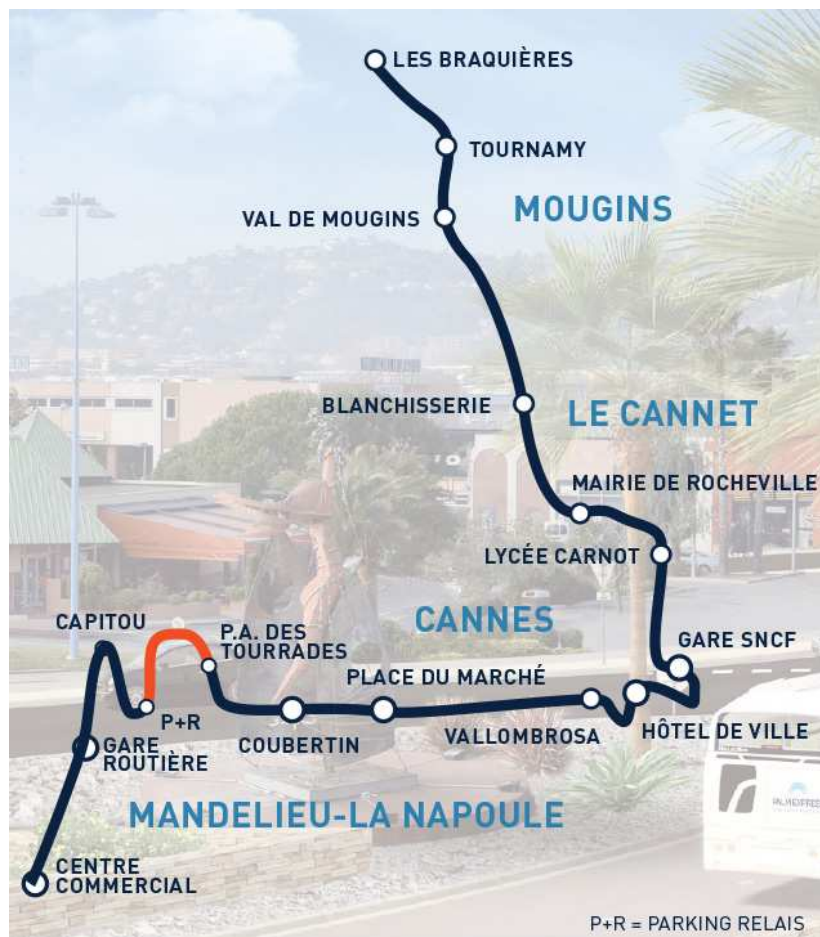 LES BRAQUIÈRES
TOURNAMY
MOUGINS
VAL DE MOUGINS
BLANCHISSERIE
LE CANNET
MAIRIE DE ROCHEVILLE
LYCÉE CARNOT
CANNES
CAPITOU
P.A. DES
TOURRADES
GARE SNCF
PLACE DU MARCHÉ
P+R
COUBERTIN
VALLOMBROSA
HÔTEL DE VILLE
GARE
ROUTIÈRE
MANDELIEU-LA NAPOULE
CENTRE
COMMERCIAL
P+R = PARKING RELAIS